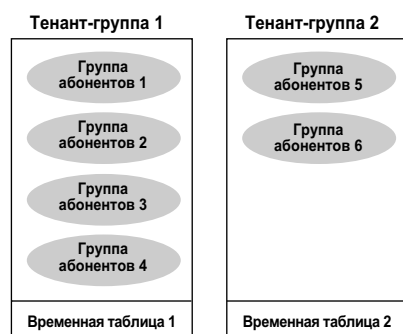 Тенант-группа 1
Группа
абонентов 1
Группа
абонентов 2
Группа
абонентов 3
Группа
абонентов 4
Временная таблица 1
Тенант-группа 2
Группа
абонентов 5
Группа
абонентов 6
Временная таблица 2